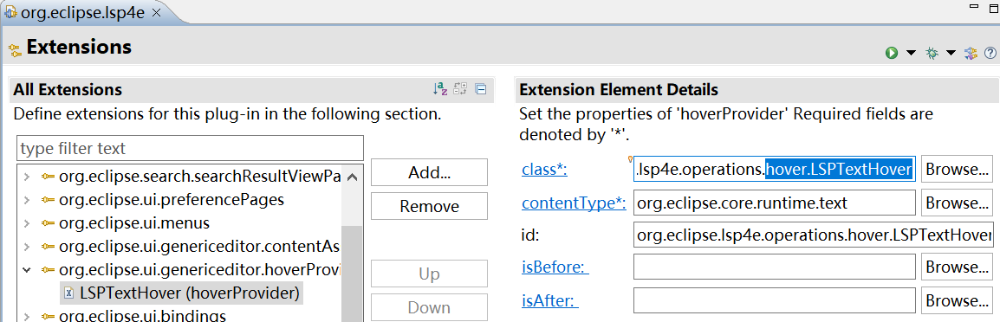 org.eclipse.lsp4e
Extensions
All Extensions
Define extensions for this plug-in in the following section.
type filter text
org.eclipse.search.searchResultViewPa
org.eclipse.ui.preferencePages
org.eclipse.ui.menus
org.eclipse.ui.genericeditor.contentAs
org.eclipse.ui.genericeditor.hoverProvi
LSPTextHover (hoverProvider)
org.eclipse.ui.bindings
Add...
Remove
Up
Down
Extension Element Details
Set the properties of 'hoverProvider' Required fields are
denoted by '*'.
class*: .lsp4e.operations.hover.LSPTextHover Browse...
contentType*: org.eclipse.core.runtime.text Browse...
id: org.eclipse.lsp4e.operations.hover.LSPTextHover
isBefore: Browse...
isAfter: Browse...